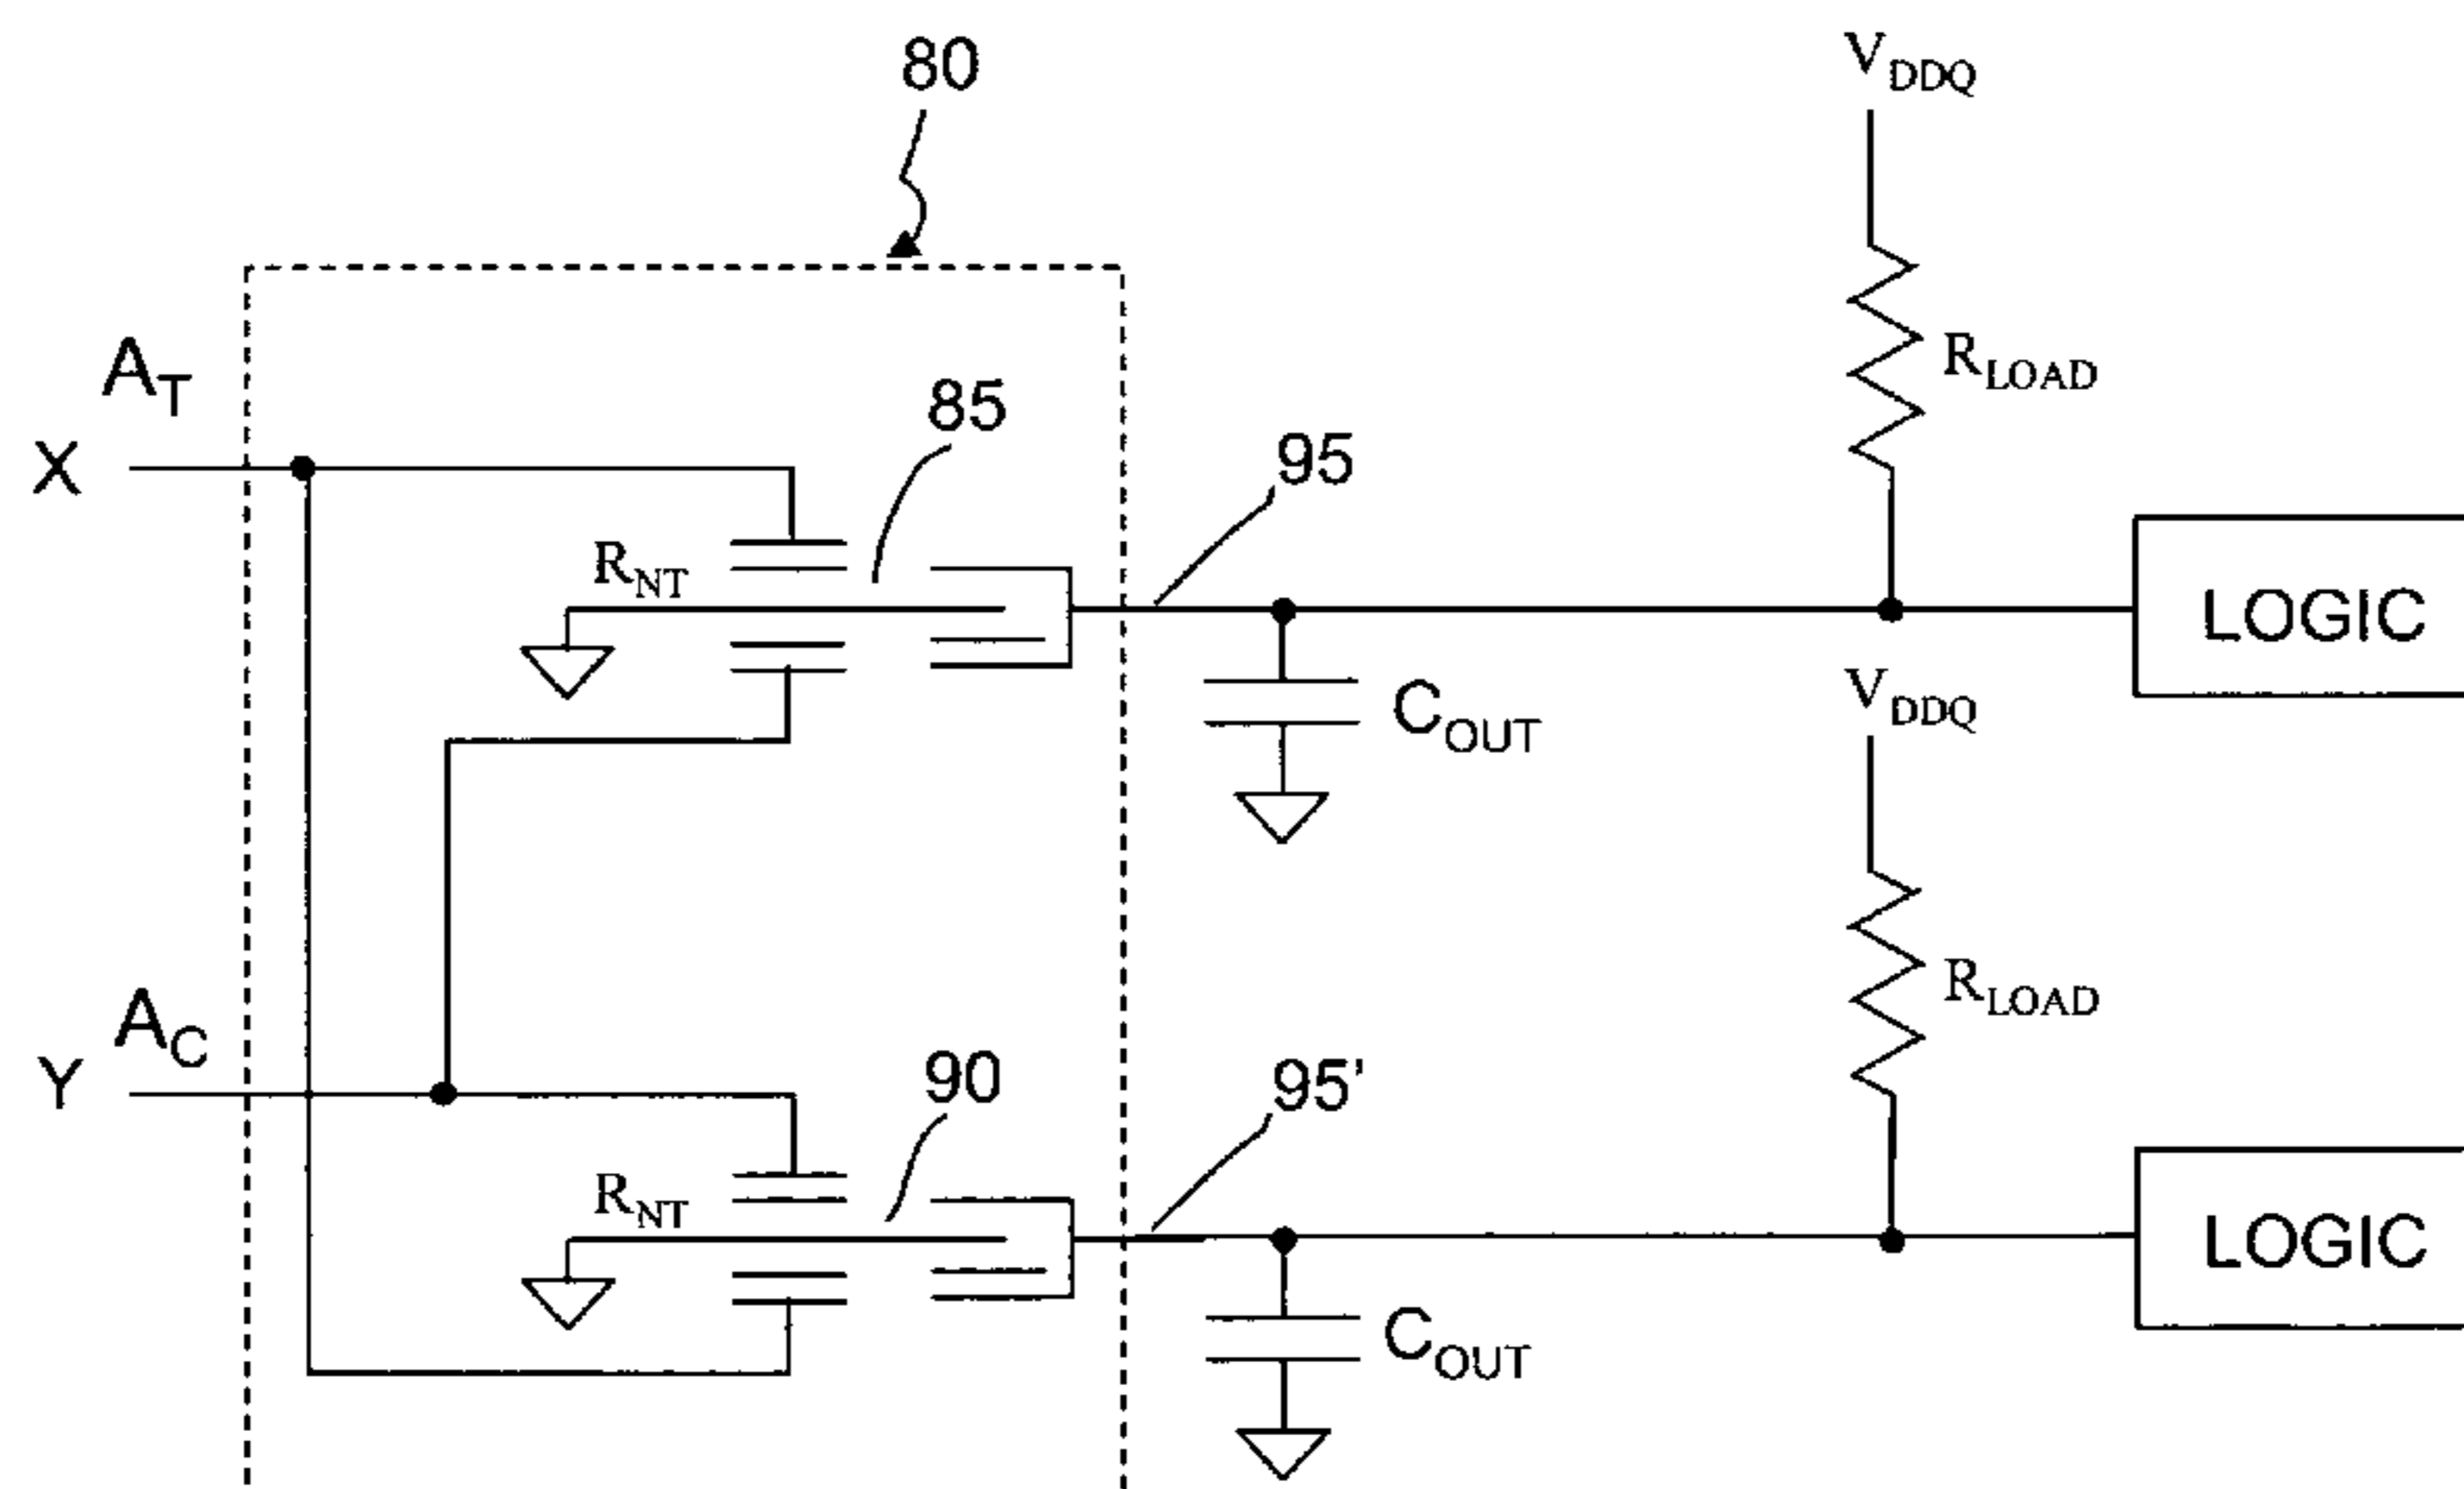 80
V_DDQ
A_T
85
R_LOAD
95
X
R_NT
LOGIC
C_OUT
V_DDQ
A_C
90
95'
R_LOAD
Y
R_NT
LOGIC
C_OUT